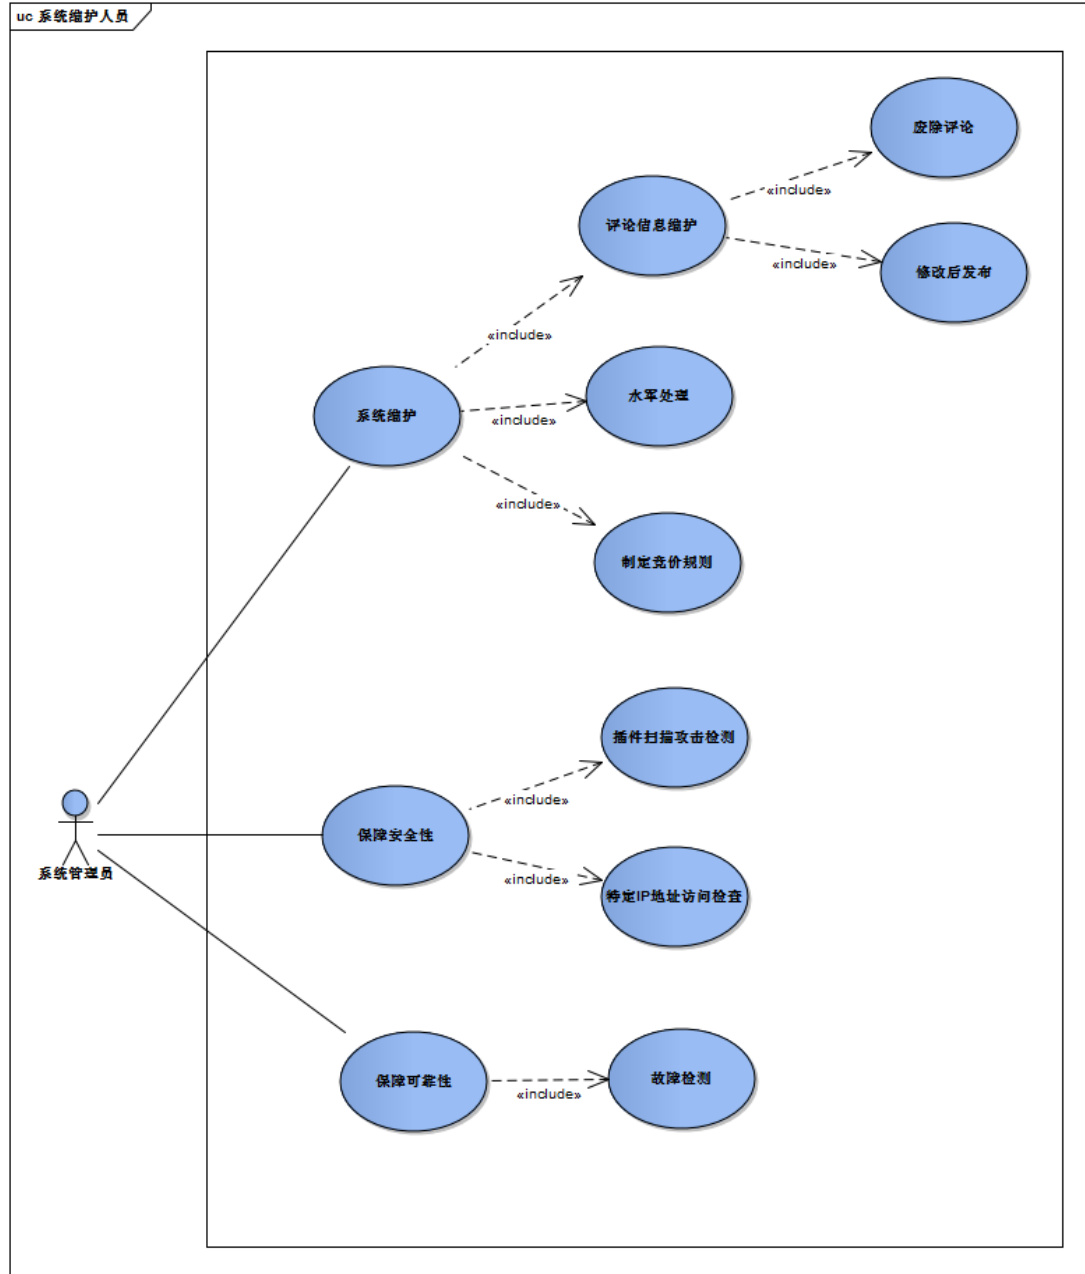 uc 系统维护人员
废除评论
«include»
评论信息维护
«include»
修改后发布
«include»
水军处理
系统维护
«include»
«include»
制定竞价规则
插件扫描攻击检测
«include»
保障安全性
系统管理员
«include»
特定IP地址访问检查
保障可靠性
故障检测
«include»